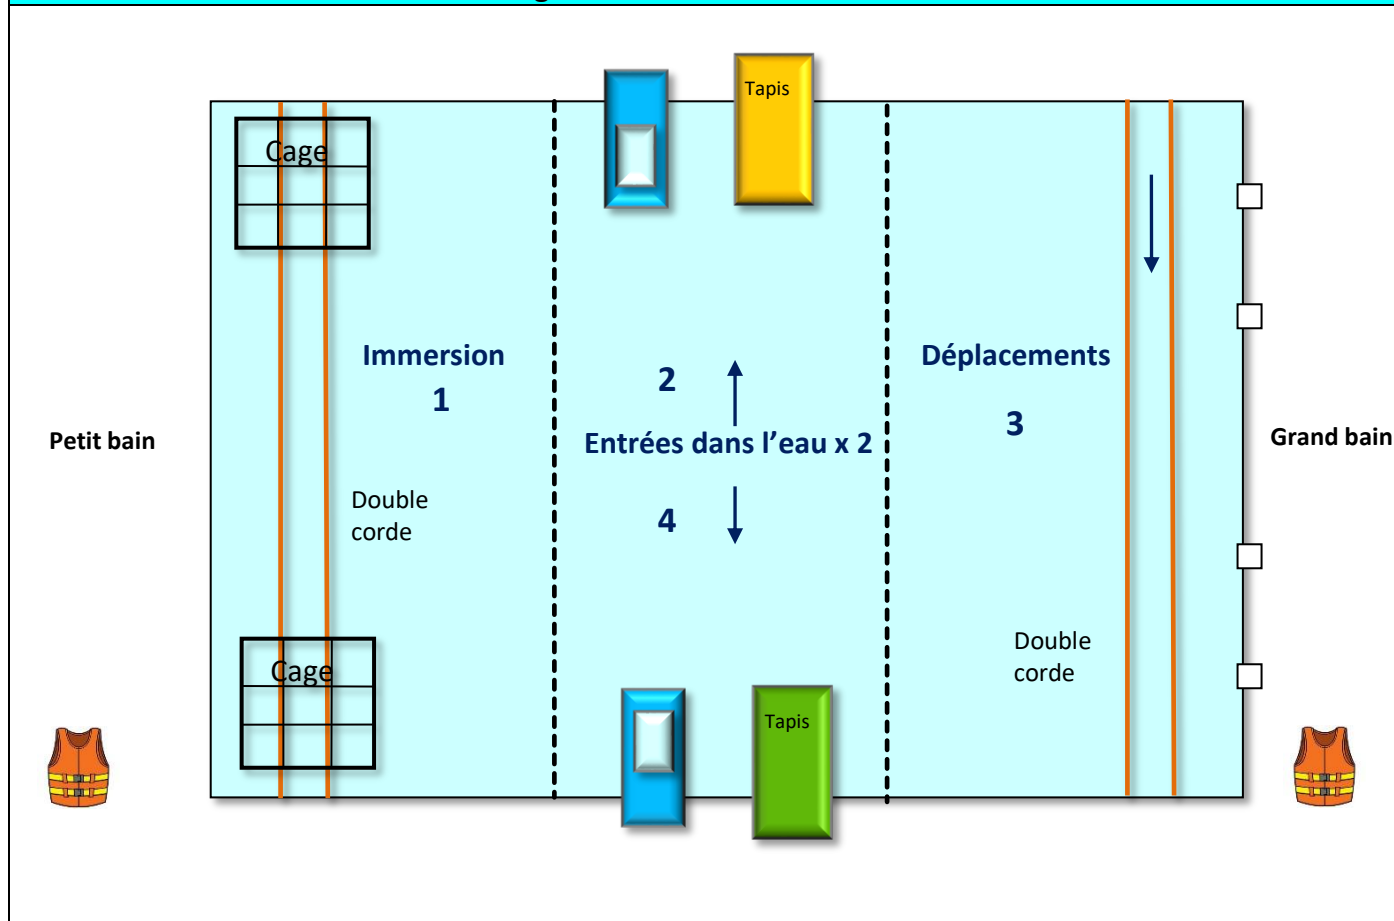 Tapis
Cage
Immersion
1
2
Déplacements
3
Petit bain
Entrées dans l’eau x 2
Grand bain
Double
corde
4
Double
corde
Cage
Tapis